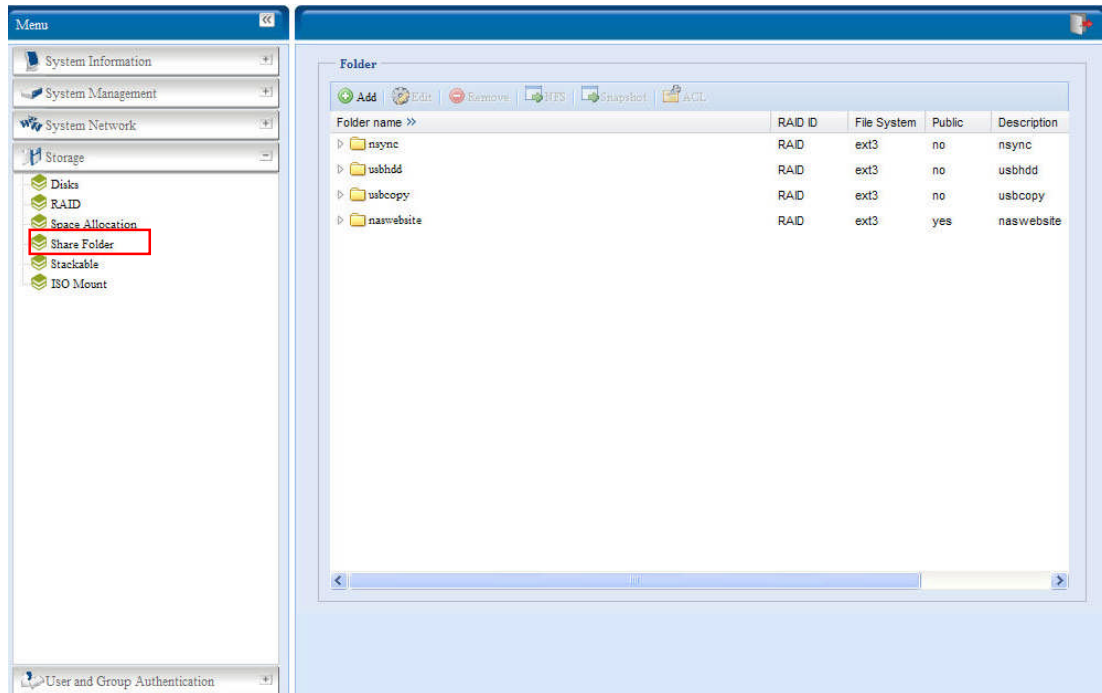 Menu
System Information
System Management
System Network
Storage
Disks
RAID
Space Allocation
Share Folder
Stackable
ISO Mount
User and Group Authentication
Folder
Add Edit Remove NFS Snapshot ACL
Folder name >> RAID ID File System Public Description
nsync RAID ext3 no nsync
usbhdd RAID ext3 no usbhdd
usbcopy RAID ext3 no usbcopy
naswebsite RAID ext3 yes naswebsite